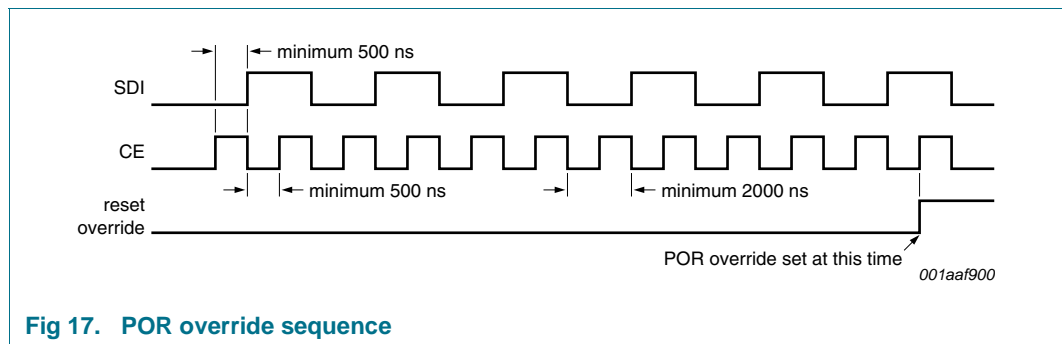 minimum 500 ns
SDI
CE
minimum 500 ns
minimum 2000 ns
reset
override
POR override set at this time
001aaf900
Fig 17. POR override sequence